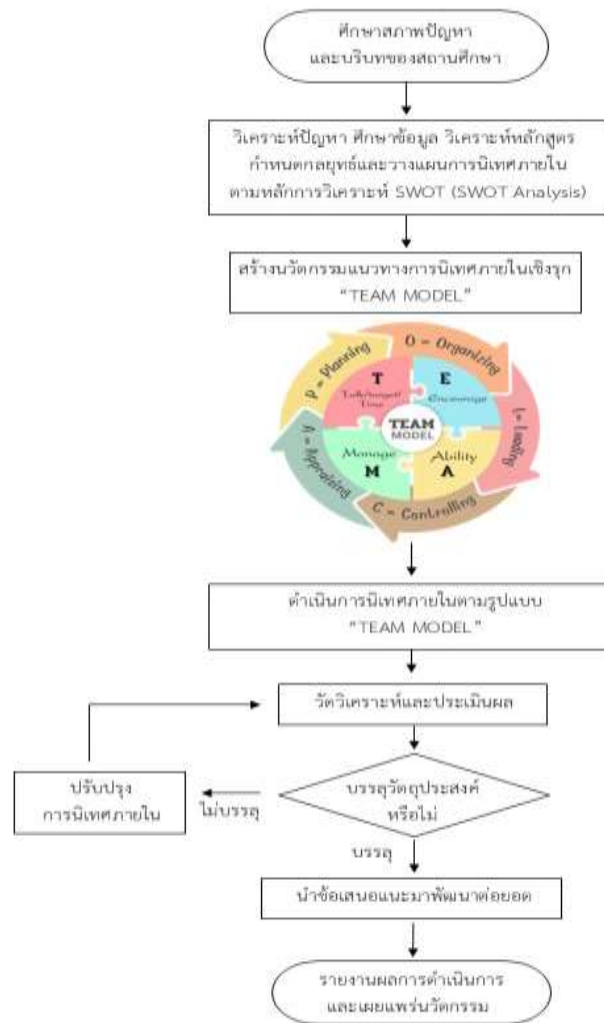 ศึกษาสภาพปัญหา
และบริบทของสถานศึกษา
วิเคราะห์ปัญหา ศึกษาข้อมูล วิเคราะห์หลักสูตร
กำหนดกลยุทธ์และวางแผนการนิเทศภายใน
ตามหลักการวิเคราะห์ SWOT (SWOT Analysis)
สร้างนวัตกรรมแนวทางการนิเทศภายในเชิงรุก
“TEAM MODEL”
P = Planning
O = Organizing
L = Leading
C = Controlling
A = Appraising
T
Talk/target/
Time
E
Encourage
TEAM
MODEL
Manage
M
Ability
A
ดำเนินการนิเทศภายในตามรูปแบบ
“TEAM MODEL”
วัดวิเคราะห์และประเมินผล
บรรลุวัตถุประสงค์
หรือไม่
ไม่บรรลุ
ปรับปรุง
การนิเทศภายใน
บรรลุ
นำข้อเสนอแนะมาพัฒนาต่อยอด
รายงานผลการดำเนินการ
และเผยแพร่นวัตกรรม